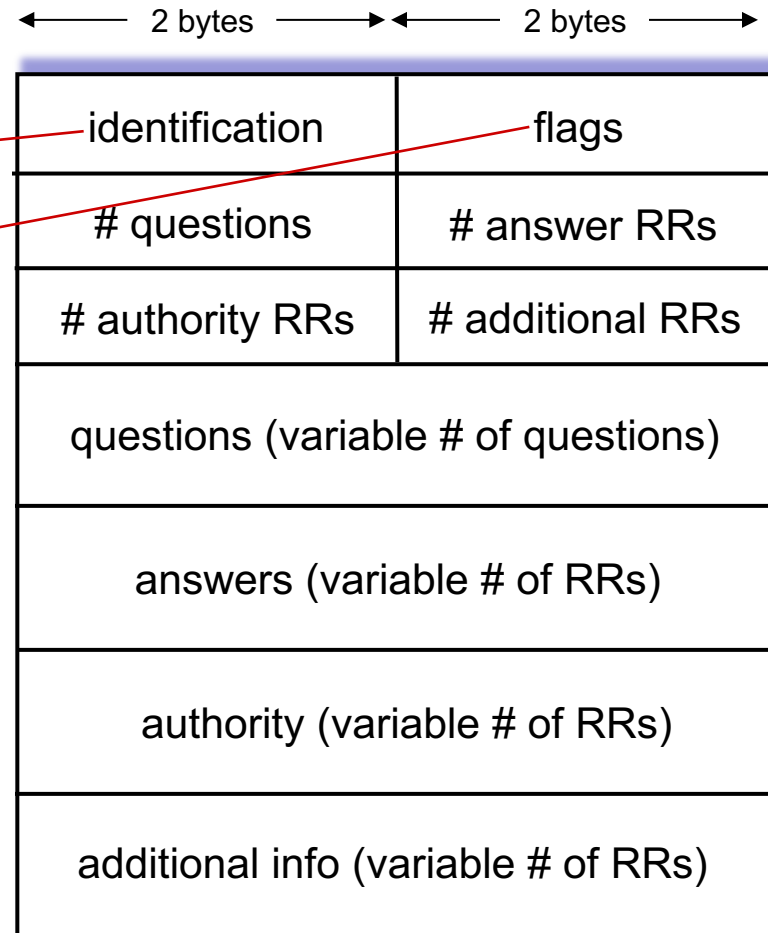 2 bytes 2 bytes
identification flags
# questions # answer RRs
# authority RRs # additional RRs
questions (variable # of questions)
answers (variable # of RRs)
authority (variable # of RRs)
additional info (variable # of RRs)